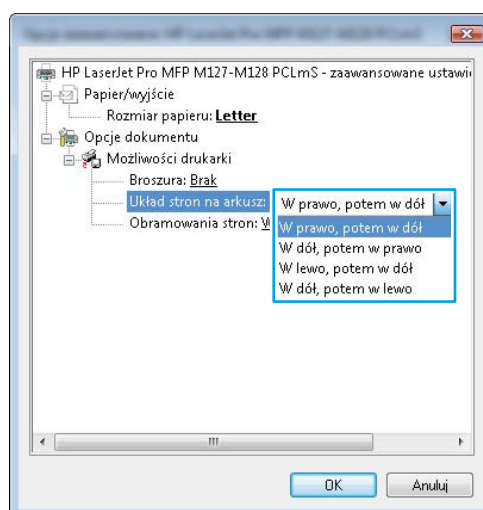 HP LaserJet Pro MFP M127-M128 PCLmS - zaawansowane ustawi
Papier/wyjście
Rozmiar papieru: Letter
Opcje dokumentu
Możliwości drukarki
Broszura: Brak
Układ stron na arkusz: W prawo, potem w dół
Obramowania stron: W
W prawo, potem w dół
W dół, potem w prawo
W lewo, potem w dół
W dół, potem w lewo
OK Anuluj